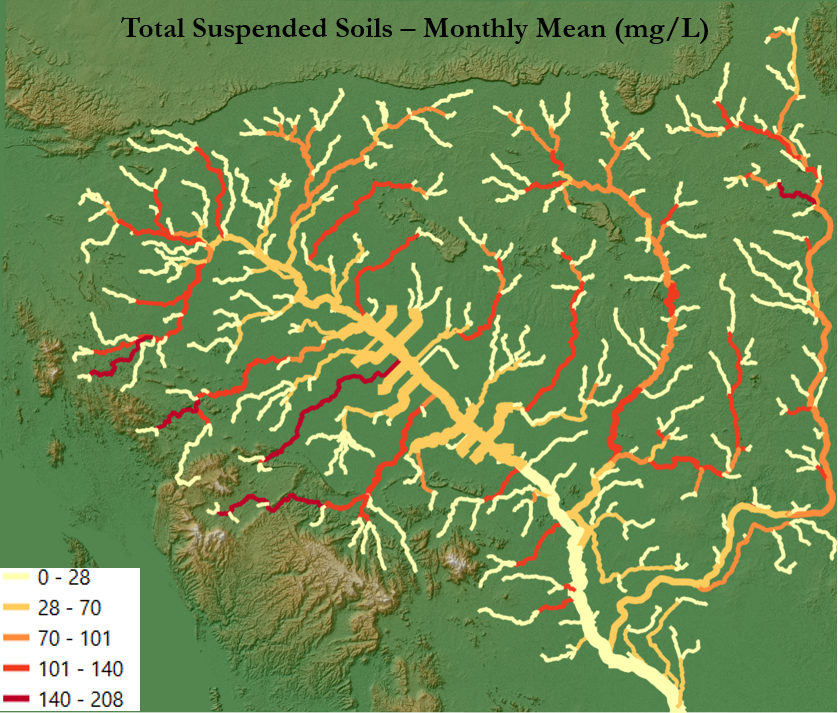 Total Suspended Soils – Monthly Mean (mg/L)
0 - 28
28 - 70
70 - 101
101 - 140
140 - 208